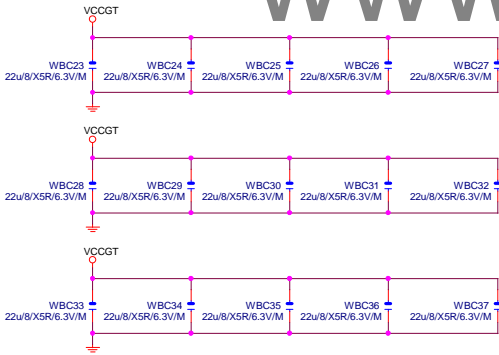 WWW
VCCGT
WBC23 WBC24 WBC25 WBC26 WBC27
22u/8/X5R/6.3V/M 22u/8/X5R/6.3V/M 22u/8/X5R/6.3V/M 22u/8/X5R/6.3V/M 22u/8/X5R/6.3V/M
VCCGT
WBC28 WBC29 WBC30 WBC31 WBC32
22u/8/X5R/6.3V/M 22u/8/X5R/6.3V/M 22u/8/X5R/6.3V/M 22u/8/X5R/6.3V/M 22u/8/X5R/6.3V/M
VCCGT
WBC33 WBC34 WBC35 WBC36 WBC37
22u/8/X5R/6.3V/M 22u/8/X5R/6.3V/M 22u/8/X5R/6.3V/M 22u/8/X5R/6.3V/M 22u/8/X5R/6.3V/M